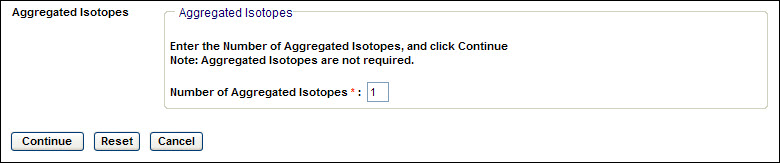 Aggregated Isotopes
Aggregated Isotopes
Enter the Number of Aggregated Isotopes, and click Continue
Note: Aggregated Isotopes are not required.
Number of Aggregated Isotopes * : 1
Continue Reset Cancel